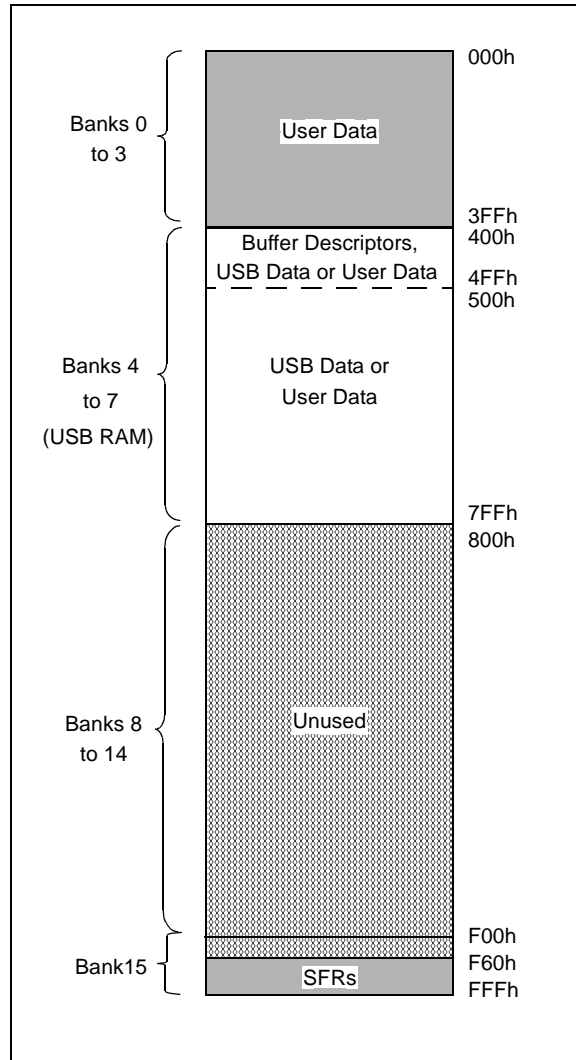 000h
Banks 0
to 3
User Data
3FFh
400h
Buffer Descriptors,
USB Data or User Data
4FFh
500h
Banks 4
to 7
(USB RAM)
USB Data or
User Data
7FFh
800h
Banks 8
to 14
Unused
F00h
Bank15
F60h
SFRs
FFFh